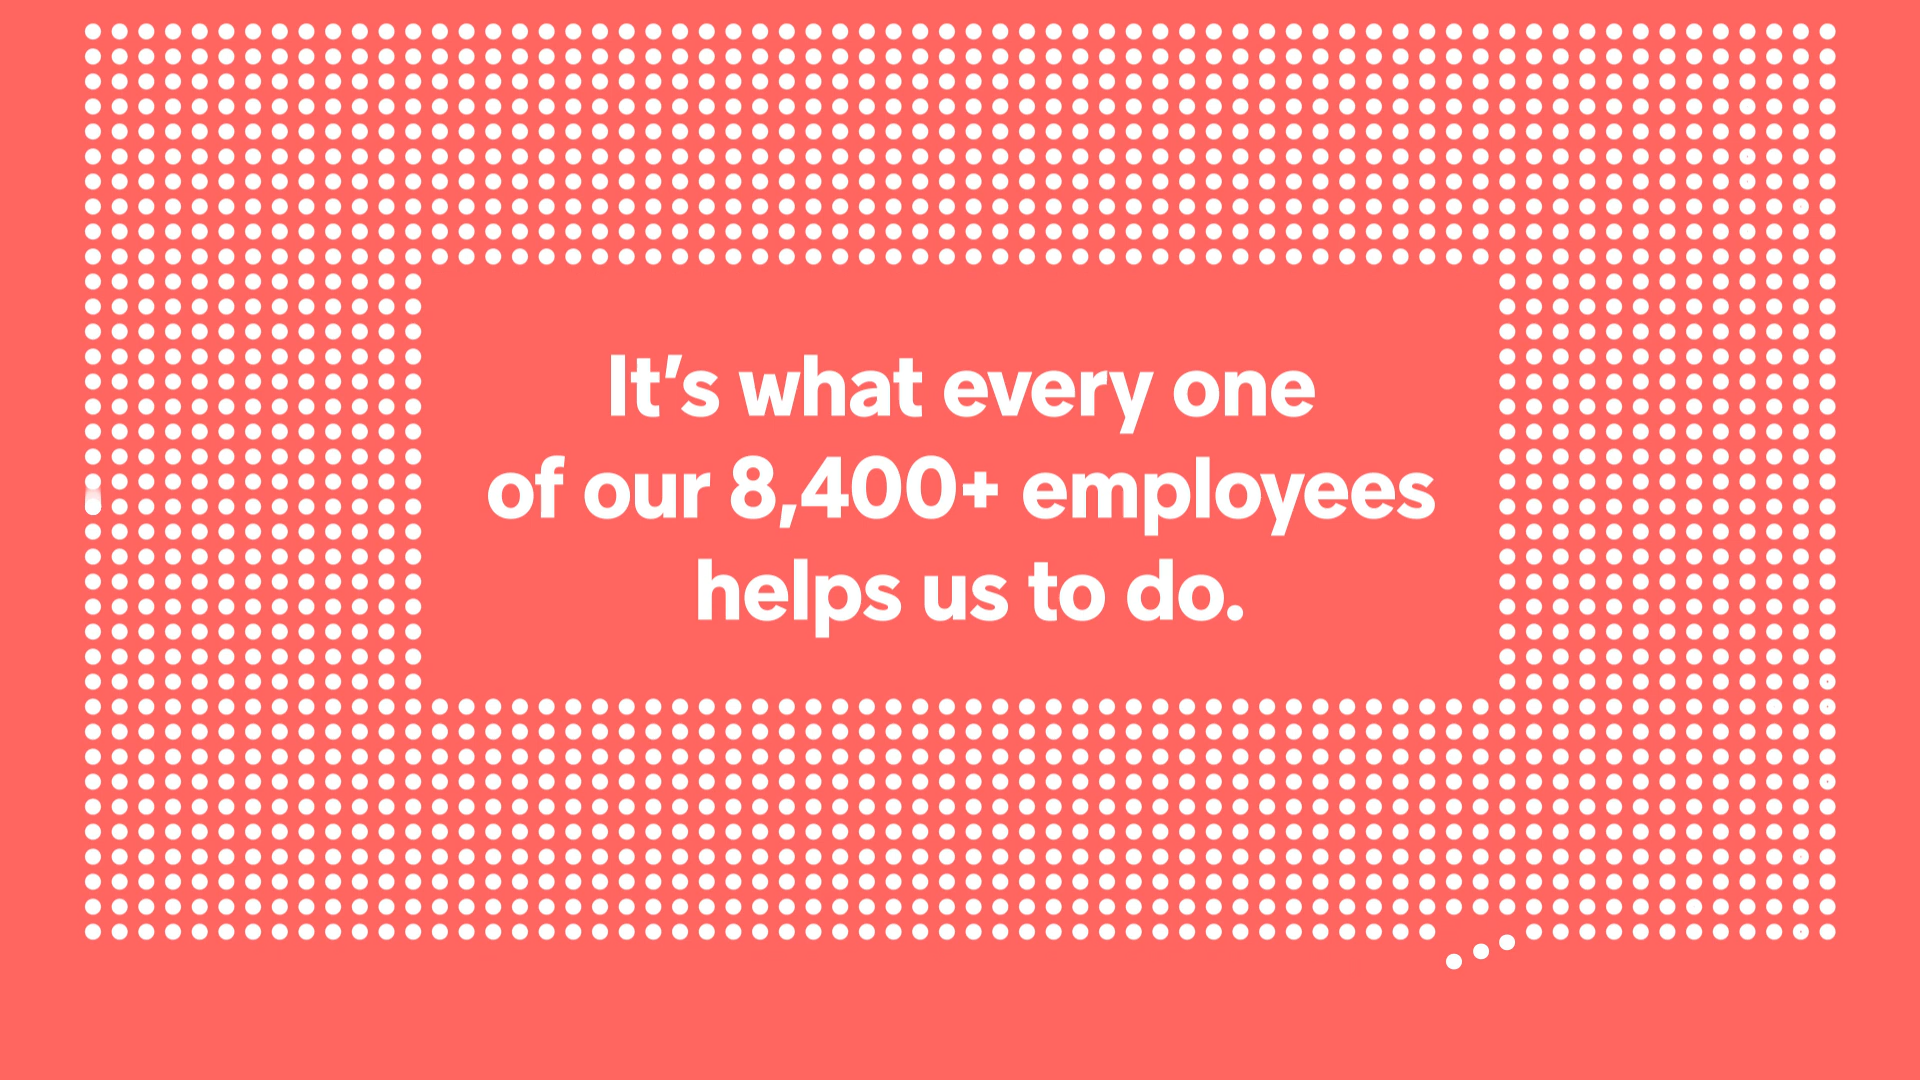 It’s what every one
of our 8,400+ employees
helps us to do.